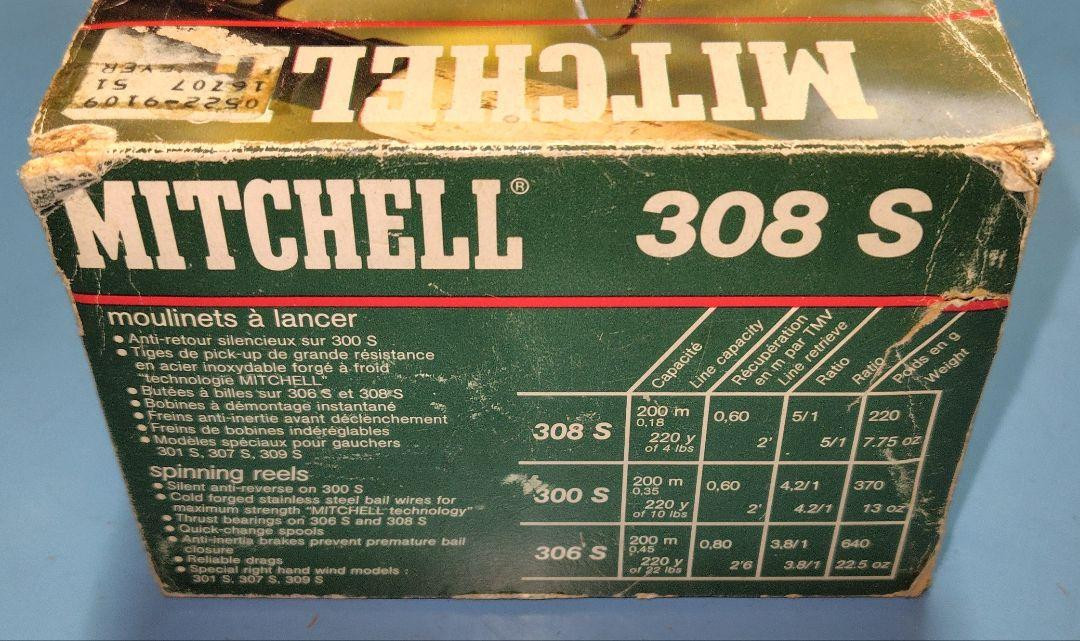 MITCHELL
0522-9109
16707 51
MITCHELL® 308 S
moulinets à lancer
• Anti-retour silencieux sur 300 S
• Tiges de pick-up de grande résistance
en acier inoxydable forgé à froid
"technologie MITCHELL"
• Butées à billes sur 306 S et 308 S
• Bobines à démontage instantané
• Freins anti-inertie avant déclenchement
• Freins de bobines indéréglables
• Modèles spéciaux pour gauchers
301 S, 307 S, 309 S
spinning reels
• Silent anti-reverse on 300 S
• Cold forged stainless steel bail wires for
maximum strength "MITCHELL technology"
• Thrust bearings on 306 S and 308 S
• Quick-change spools
• Anti-inertia brakes prevent premature bail
closure
• Reliable drags
• Special right hand wind models :
301 S, 307 S, 309 S
Capacité
Line capacity
Récupération
en m par TMV
Line retrieve
Ratio
Ratio
Poids en g
Weight
308 S
200 m
0,18
220 y
of 4 lbs
0,60
2'
5/1
5/1
220
7.75 oz
300 S
200 m
0,35
220 y
of 10 lbs
0,60
2'
4,2/1
4.2/1
370
13 oz
306 S
200 m
0,45
220 y
of 22 lbs
0,80
2'6
3,8/1
3.8/1
640
22.5 oz